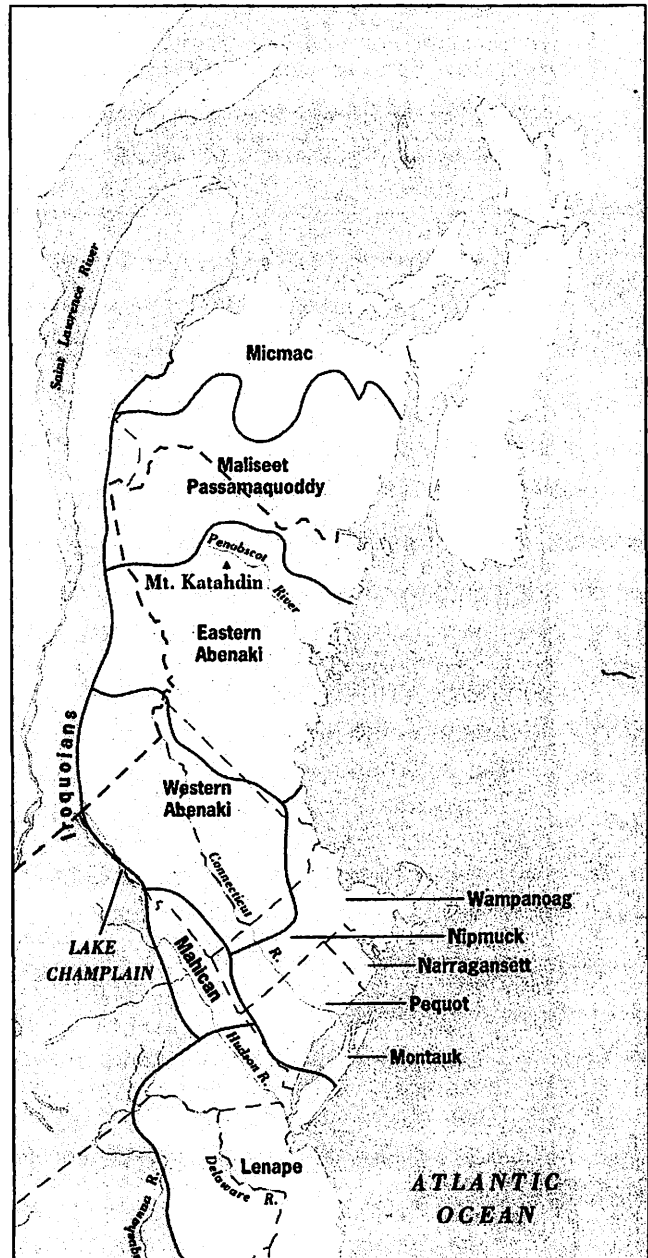 Saint Lawrence River
Micmac
Maliseet
Passamaquoddy
Penobscot
River
Mt. Katahdin
Eastern
Abenaki
Iroquoians
Western
Abenaki
Connecticut
R.
Wampanoag
Nipmuck
Narragansett
Pequot
Montauk
LAKE
CHAMPLAIN
Mahican
Hudson R.
Lenape
Delaware
R.
ATLANTIC
OCEAN